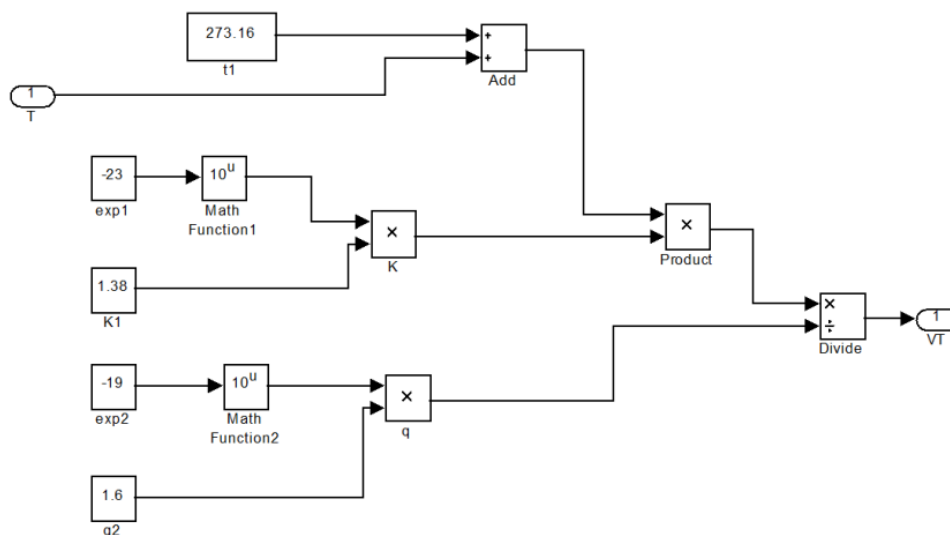 273.16
t1
+
+
Add
1
T
-23
exp1
10^u
Math
Function1
×
K
1.38
K1
×
Product
×
÷
Divide
1
VT
-19
exp2
10^u
Math
Function2
×
q
1.6
q2